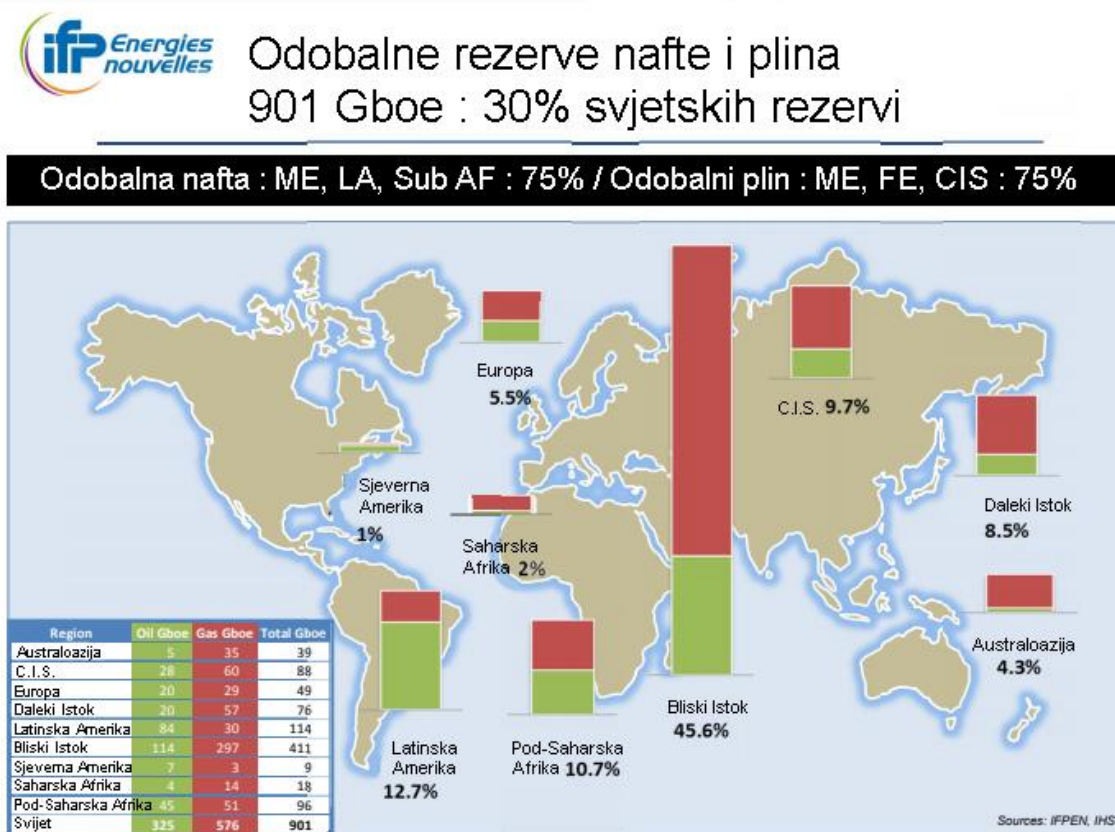 ifp Energies
nouvelles
Odobalne rezerve nafte i plina
901 Gboe : 30% svjetskih rezervi
Odobalna nafta : ME, LA, Sub AF : 75% / Odobalni plin : ME, FE, CIS : 75%
Europa
5.5%
C.I.S. 9.7%
Sjeverna
Amerika
1%
Saharska
Afrika 2%
Daleki Istok
8.5%
Australoazija
4.3%
Bliski Istok
45.6%
Latinska
Amerika
12.7%
Pod-Saharska
Afrika 10.7%
Region Oil Gboe Gas Gboe Total Gboe
Australoazija 5 35 39
C.I.S. 28 60 88
Europa 20 29 49
Daleki Istok 20 57 76
Latinska Amerika 84 30 114
Bliski Istok 114 297 411
Sjeverna Amerika 7 3 9
Saharska Afrika 4 14 18
Pod-Saharska Afrika 45 51 96
Svijet 325 576 901
Sources: IFPEN, IHS